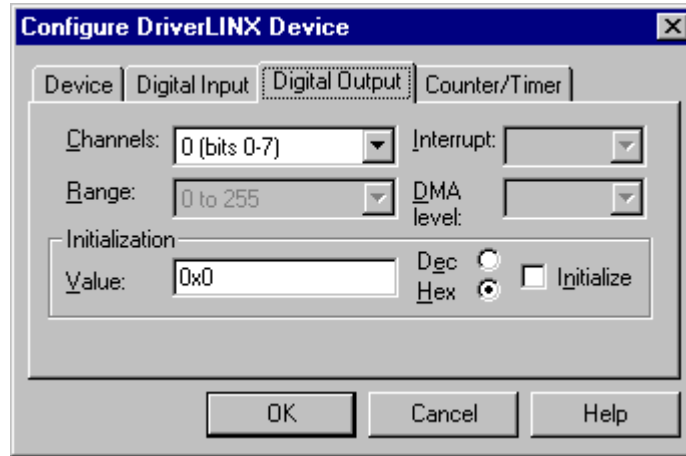 Configure DriverLINX Device
Device Digital Input Digital Output Counter/Timer
Channels: 0 (bits 0-7) Interrupt:
Range: 0 to 255 DMA level:
Initialization
Value: 0x0 Dec Hex Initialize
OK Cancel Help